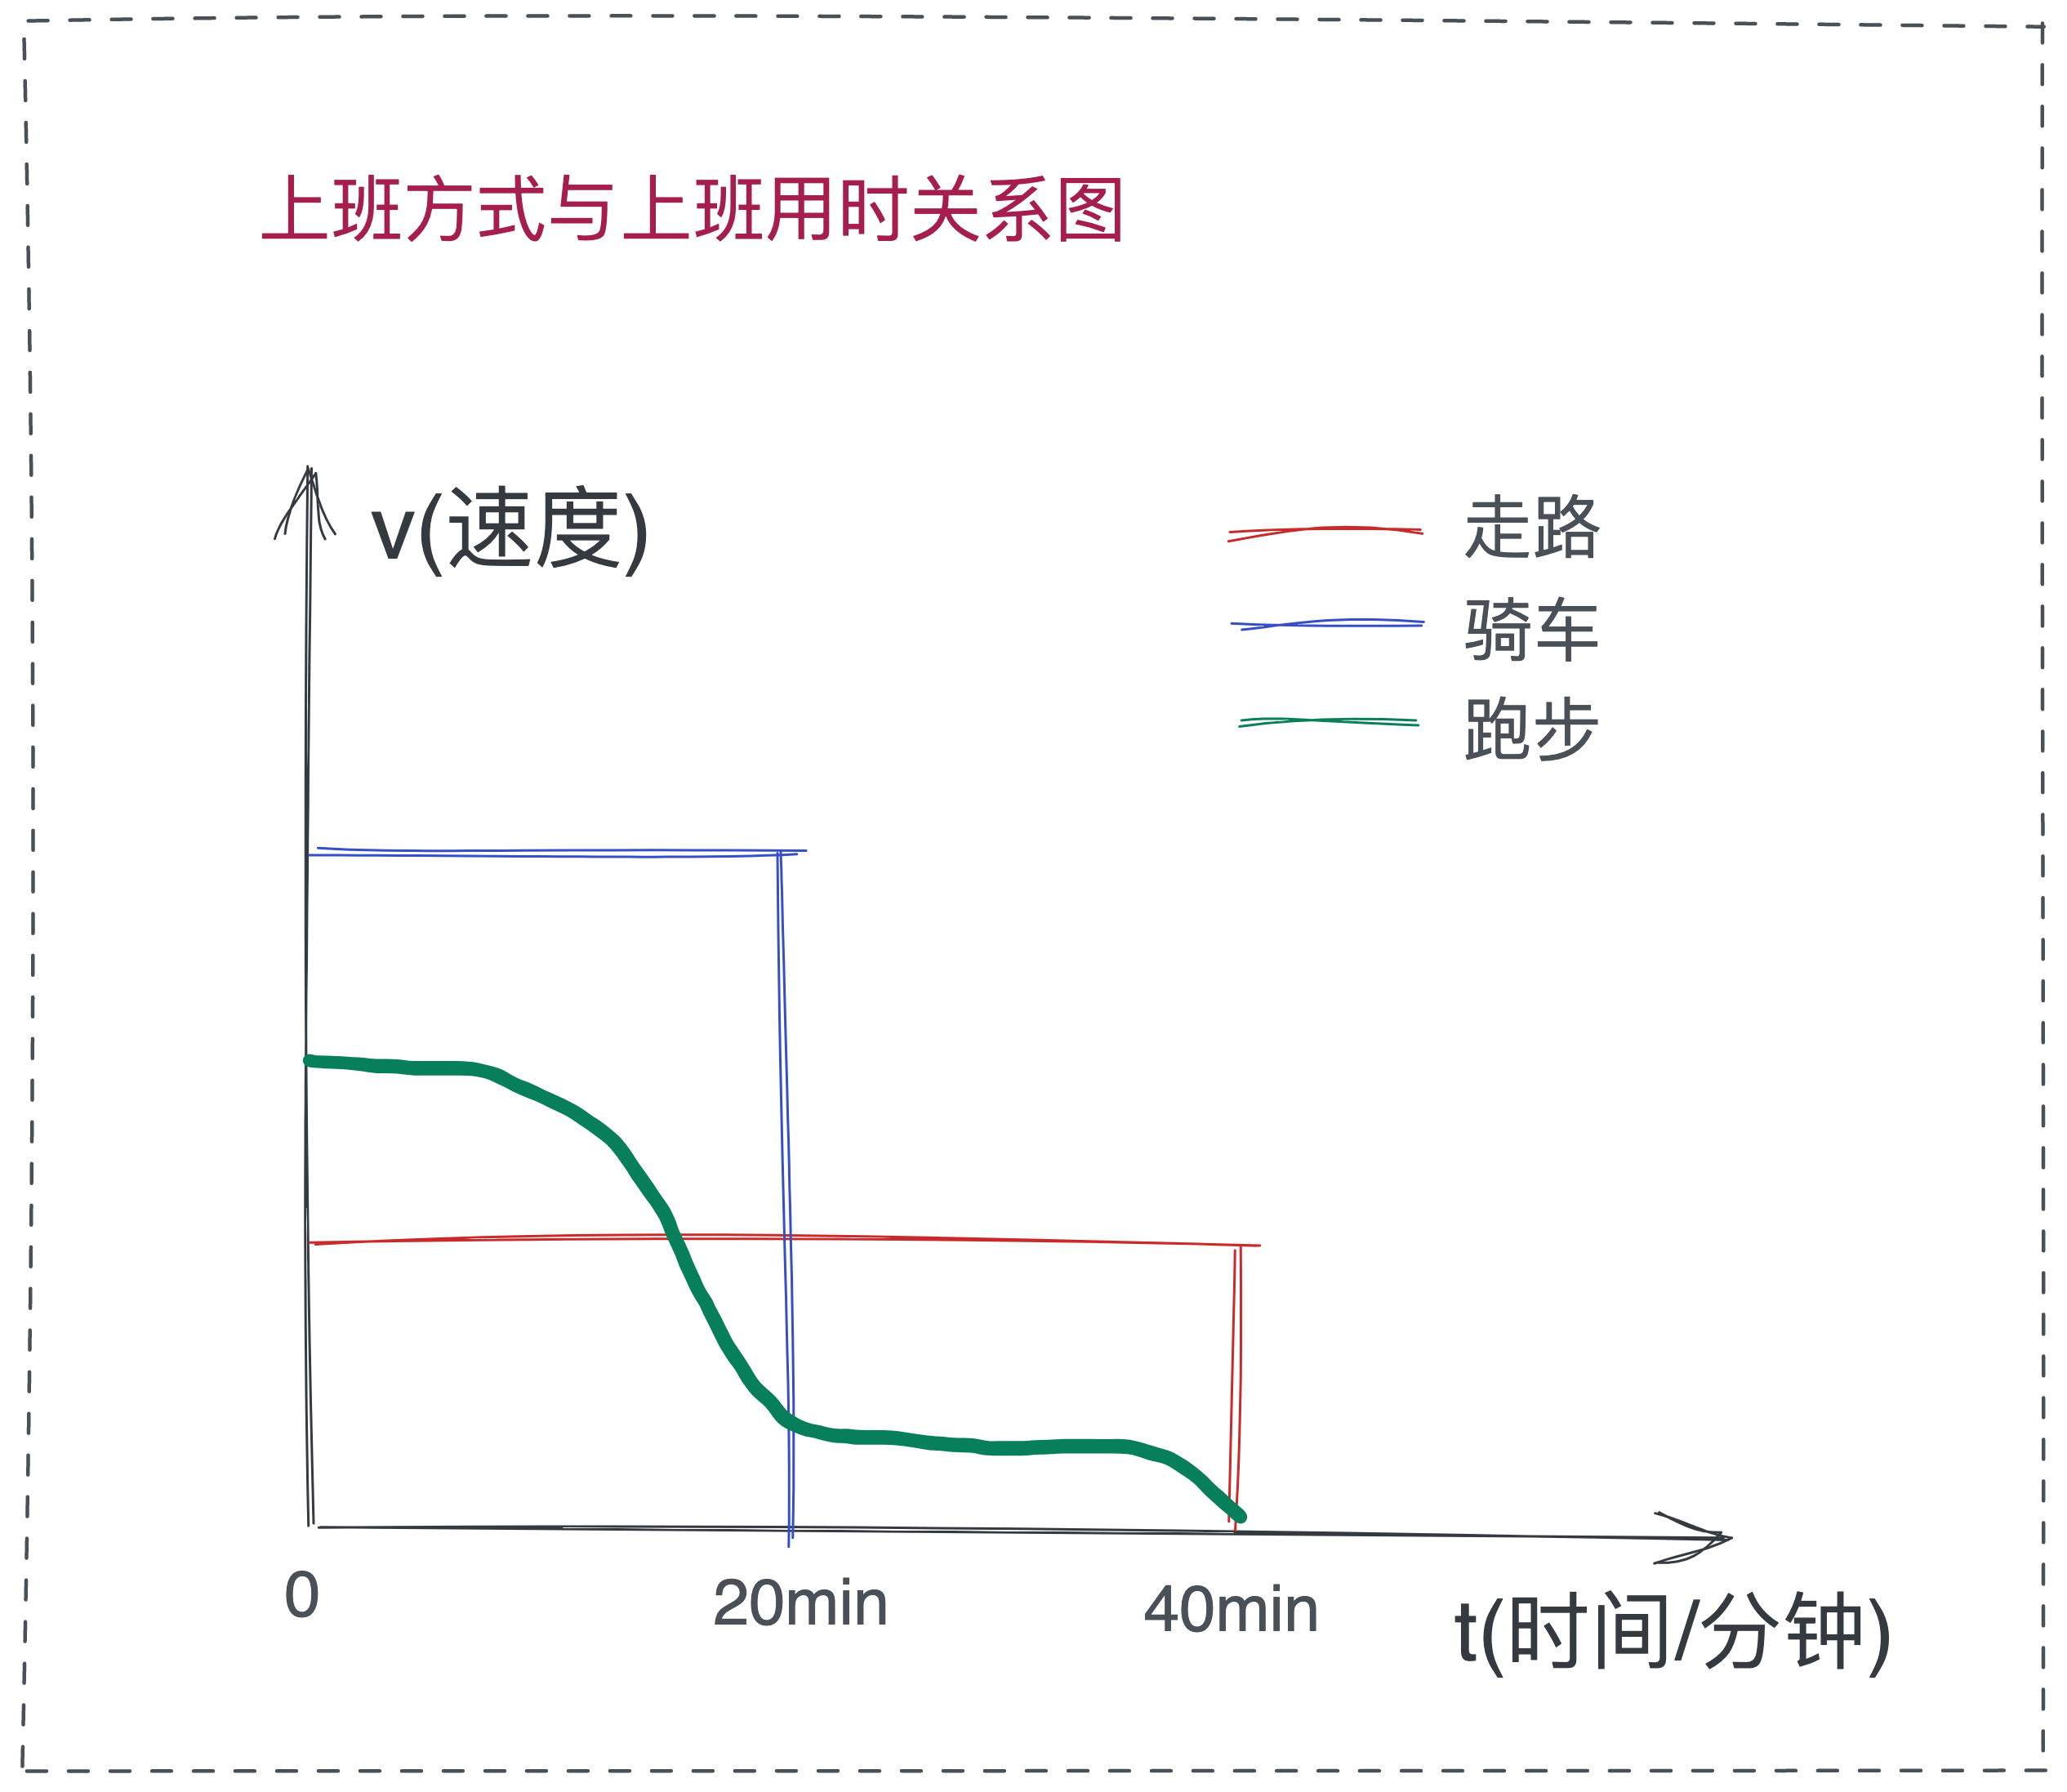 上班方式与上班用时关系图
v(速度)
走路
骑车
跑步
0
20min
40min
t(时间/分钟)